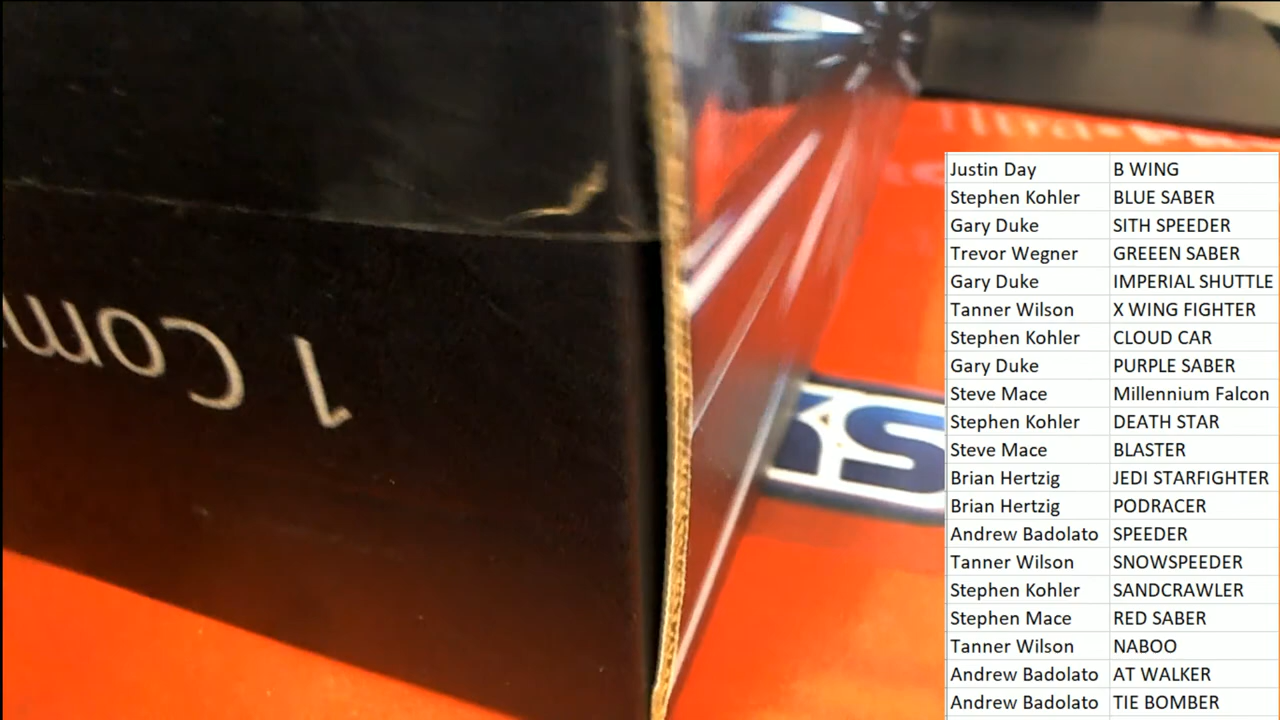 1 Com
KS
Justin Day B WING
Stephen Kohler BLUE SABER
Gary Duke SITH SPEEDER
Trevor Wegner GREEEN SABER
Gary Duke IMPERIAL SHUTTLE
Tanner Wilson X WING FIGHTER
Stephen Kohler CLOUD CAR
Gary Duke PURPLE SABER
Steve Mace Millennium Falcon
Stephen Kohler DEATH STAR
Steve Mace BLASTER
Brian Hertzig JEDI STARFIGHTER
Brian Hertzig PODRACER
Andrew Badolato SPEEDER
Tanner Wilson SNOWSPEEDER
Stephen Kohler SANDCRAWLER
Stephen Mace RED SABER
Tanner Wilson NABOO
Andrew Badolato AT WALKER
Andrew Badolato TIE BOMBER